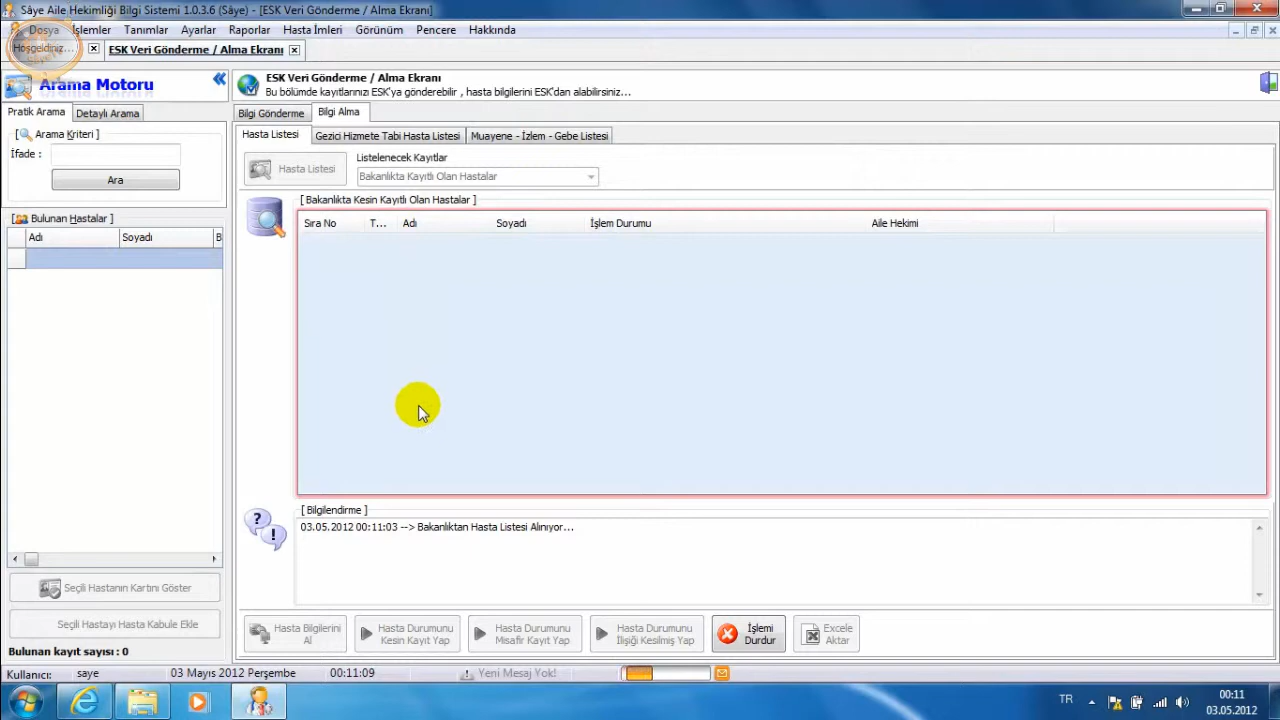 Sâye Aile Hekimliği Bilgi Sistemi 1.0.3.6 (Sâye) - [ESK Veri Gönderme / Alma Ekranı]
Dosya İşlemler Tanımlar Ayarlar Raporlar Hasta İmleri Görünüm Pencere Hakkında
Hoşgeldiniz... ESK Veri Gönderme / Alma Ekranı
Arama Motoru
Pratik Arama Detaylı Arama
[ Arama Kriteri ]
İfade :
Ara
[ Bulunan Hastalar ]
Adı Soyadı B
Seçili Hastanın Kartını Göster
Seçili Hastayı Hasta Kabule Ekle
Bulunan kayıt sayısı : 0
ESK Veri Gönderme / Alma Ekranı
Bu bölümde kayıtlarınızı ESK'ya gönderebilir , hasta bilgilerini ESK'dan alabilirsiniz...
Bilgi Gönderme Bilgi Alma
Hasta Listesi Gezici Hizmete Tabi Hasta Listesi Muayene - İzlem - Gebe Listesi
Hasta Listesi
Listelenecek Kayıtlar
Bakanlıkta Kayıtlı Olan Hastalar
[ Bakanlıkta Kesin Kayıtlı Olan Hastalar ]
Sıra No T... Adı Soyadı İşlem Durumu Aile Hekimi
[ Bilgilendirme ]
03.05.2012 00:11:03 --> Bakanlıktan Hasta Listesi Alınıyor...
Hasta Bilgilerini Al
Hasta Durumunu Kesin Kayıt Yap
Hasta Durumunu Misafir Kayıt Yap
Hasta Durumunu İlişiği Kesilmiş Yap
İşlemi Durdur
Excele Aktar
Kullanıcı: saye 03 Mayıs 2012 Perşembe 00:11:09 Yeni Mesaj Yok!
TR 00:11
03.05.2012